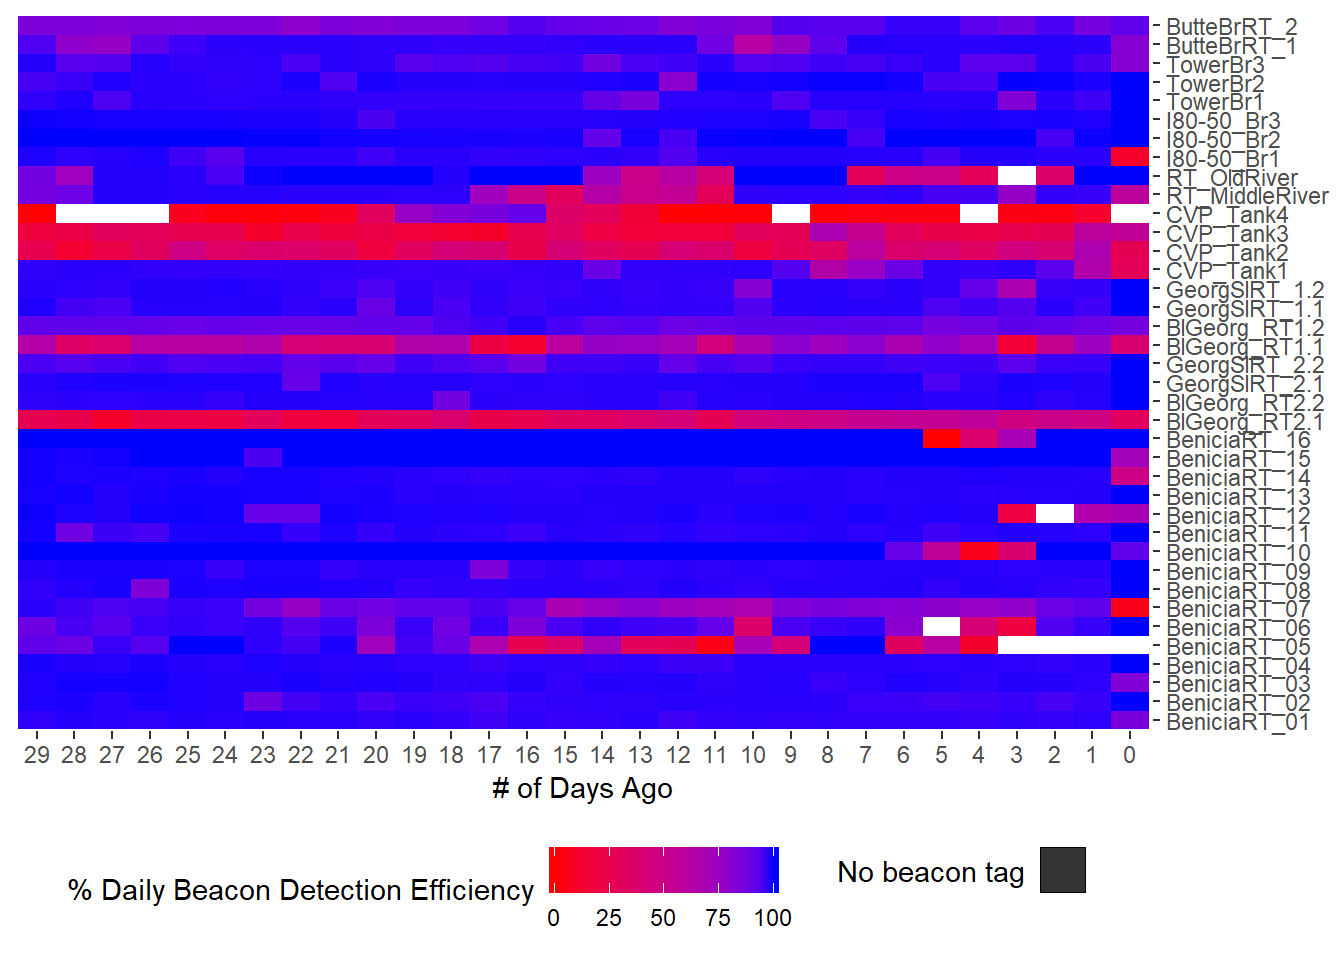 ButteBrRT_2
ButteBrRT_1
TowerBr3
TowerBr2
TowerBr1
I80-50_Br3
I80-50_Br2
I80-50_Br1
RT_OldRiver
RT_MiddleRiver
CVP_Tank4
CVP_Tank3
CVP_Tank2
CVP_Tank1
GeorgSlRT_1.2
GeorgSlRT_1.1
BlGeorg_RT1.2
BlGeorg_RT1.1
GeorgSlRT_2.2
GeorgSlRT_2.1
BlGeorg_RT2.2
BlGeorg_RT2.1
BeniciaRT_16
BeniciaRT_15
BeniciaRT_14
BeniciaRT_13
BeniciaRT_12
BeniciaRT_11
BeniciaRT_10
BeniciaRT_09
BeniciaRT_08
BeniciaRT_07
BeniciaRT_06
BeniciaRT_05
BeniciaRT_04
BeniciaRT_03
BeniciaRT_02
BeniciaRT_01
29 28 27 26 25 24 23 22 21 20 19 18 17 16 15 14 13 12 11 10 9 8 7 6 5 4 3 2 1 0
# of Days Ago
% Daily Beacon Detection Efficiency
0 25 50 75 100
No beacon tag